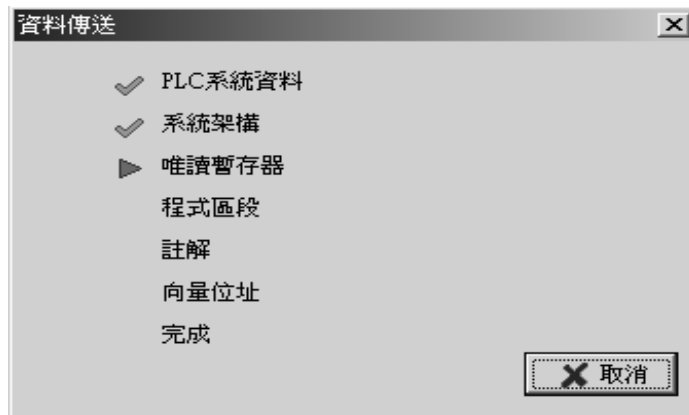 資料傳送
PLC系統資料
系統架構
唯讀暫存器
程式區段
註解
向量位址
完成
取消